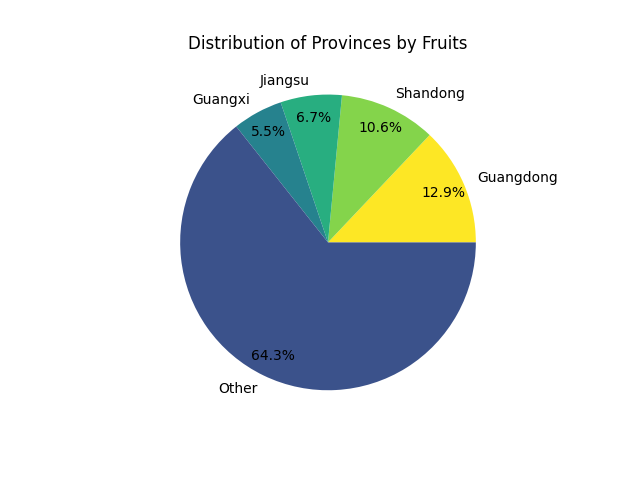 Distribution of Provinces by Fruits
Jiangsu
Guangxi
Shandong
6.7%
5.5%
10.6%
Guangdong
12.9%
64.3%
Other